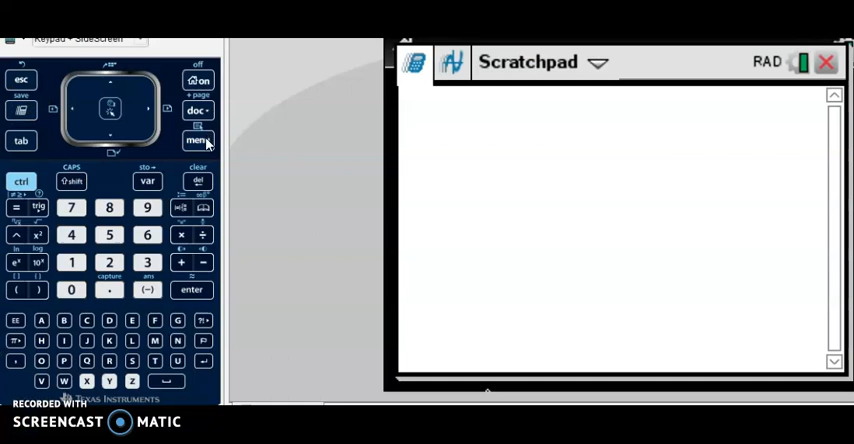 Keypad + SideScreen
Scratchpad RAD
off
esc on
save + page
doc
tab menu
CAPS sto→ clear
ctrl shift var del
= trig 7 8 9
^ x² 4 5 6 × ÷
ln log
eˣ 10ˣ 1 2 3 + −
capture ans ≈
( ) 0 . (−) enter
EE A B C D E F G ?!
π H I J K L M N
, O P Q R S T U
V W X Y Z
TEXAS INSTRUMENTS
RECORDED WITH
SCREENCAST MATIC